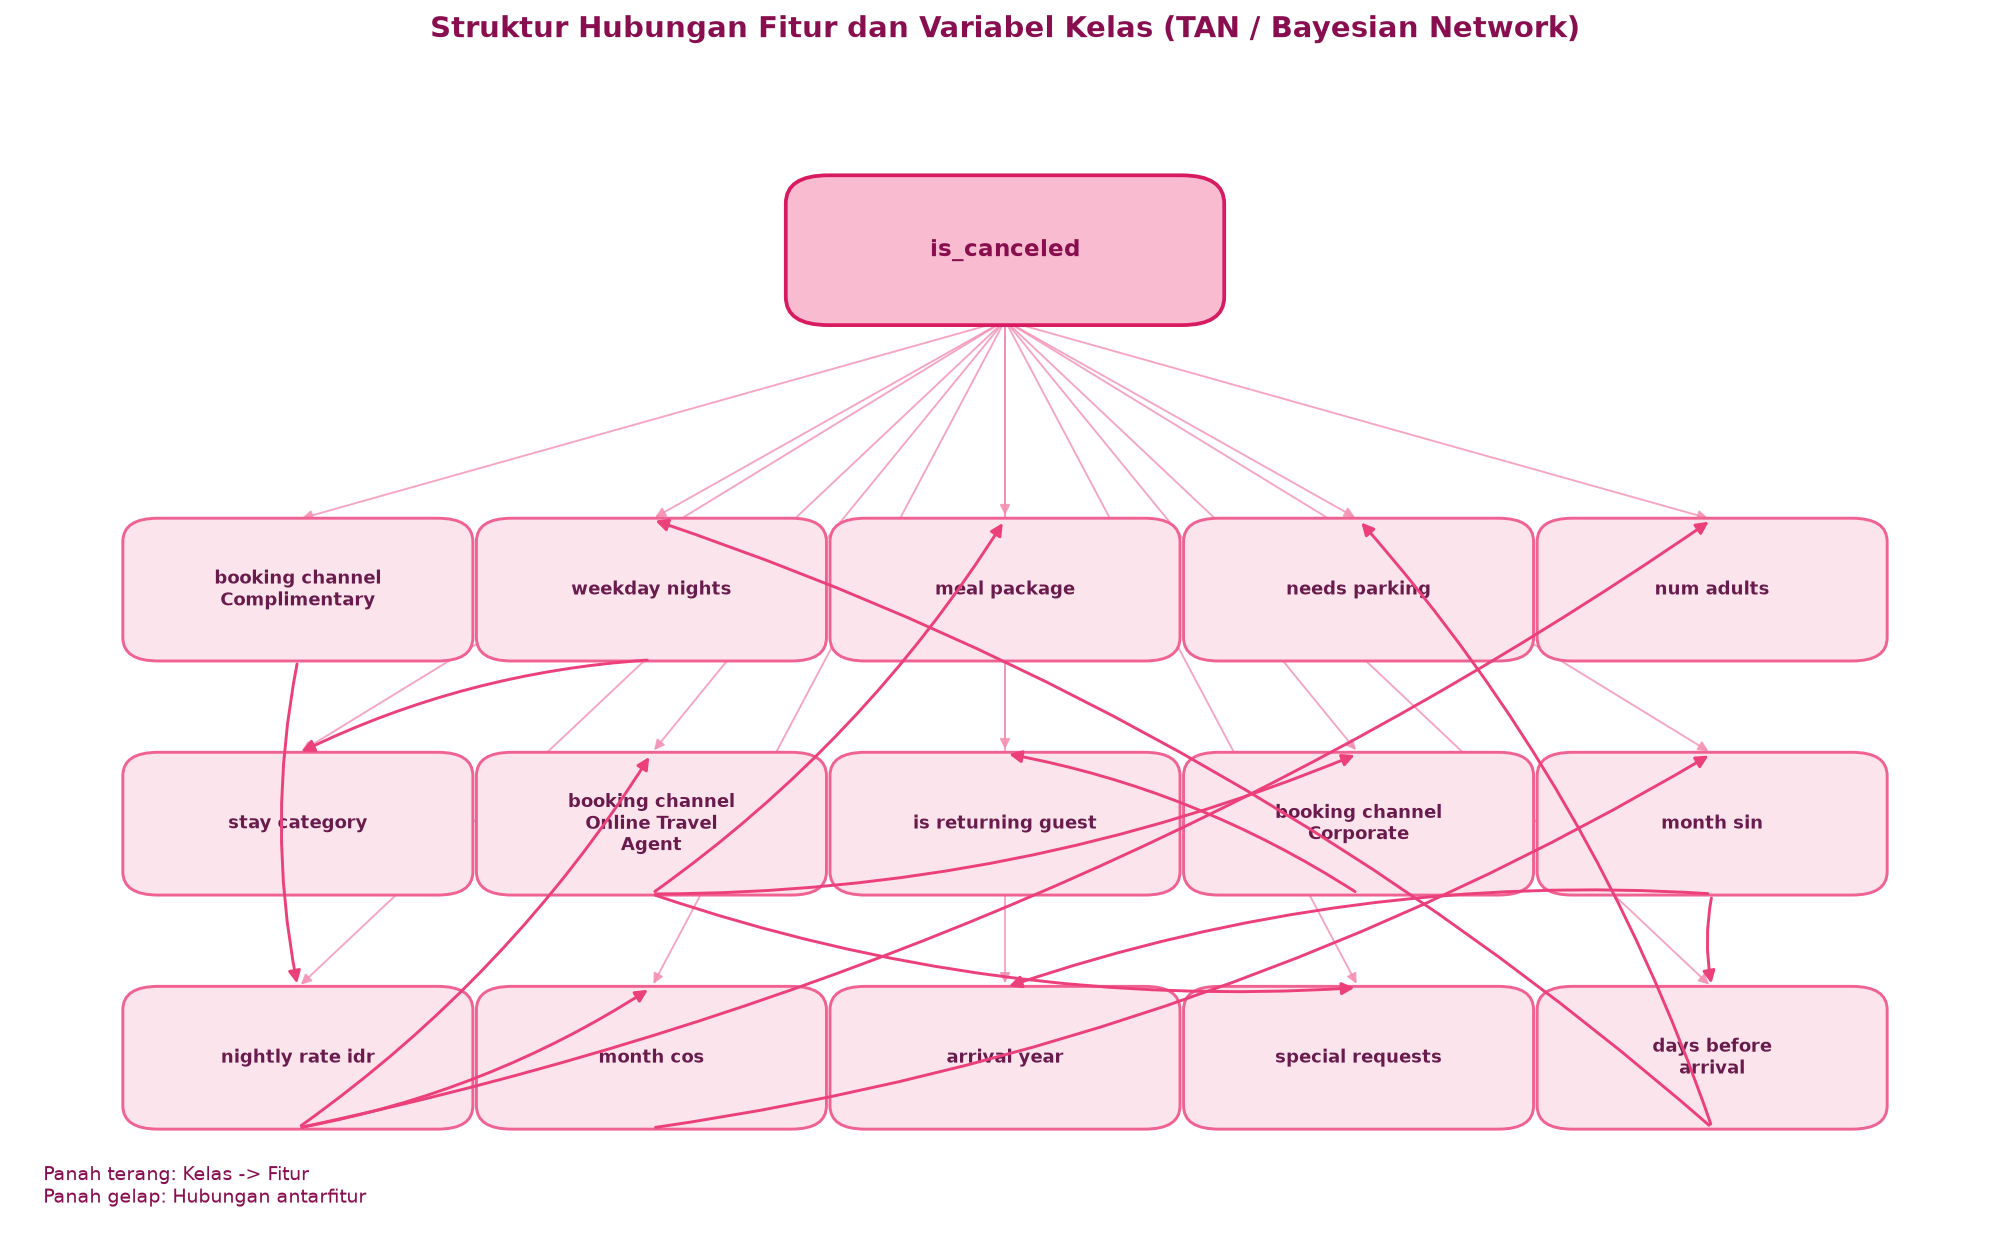 Struktur Hubungan Fitur dan Variabel Kelas (TAN / Bayesian Network)
is_canceled
booking channel
Complimentary
weekday nights
meal package
needs parking
num adults
stay category
booking channel
Online Travel
Agent
is returning guest
booking channel
Corporate
month sin
nightly rate idr
month cos
arrival year
special requests
days before
arrival
Panah terang: Kelas -> Fitur
Panah gelap: Hubungan antarfitur